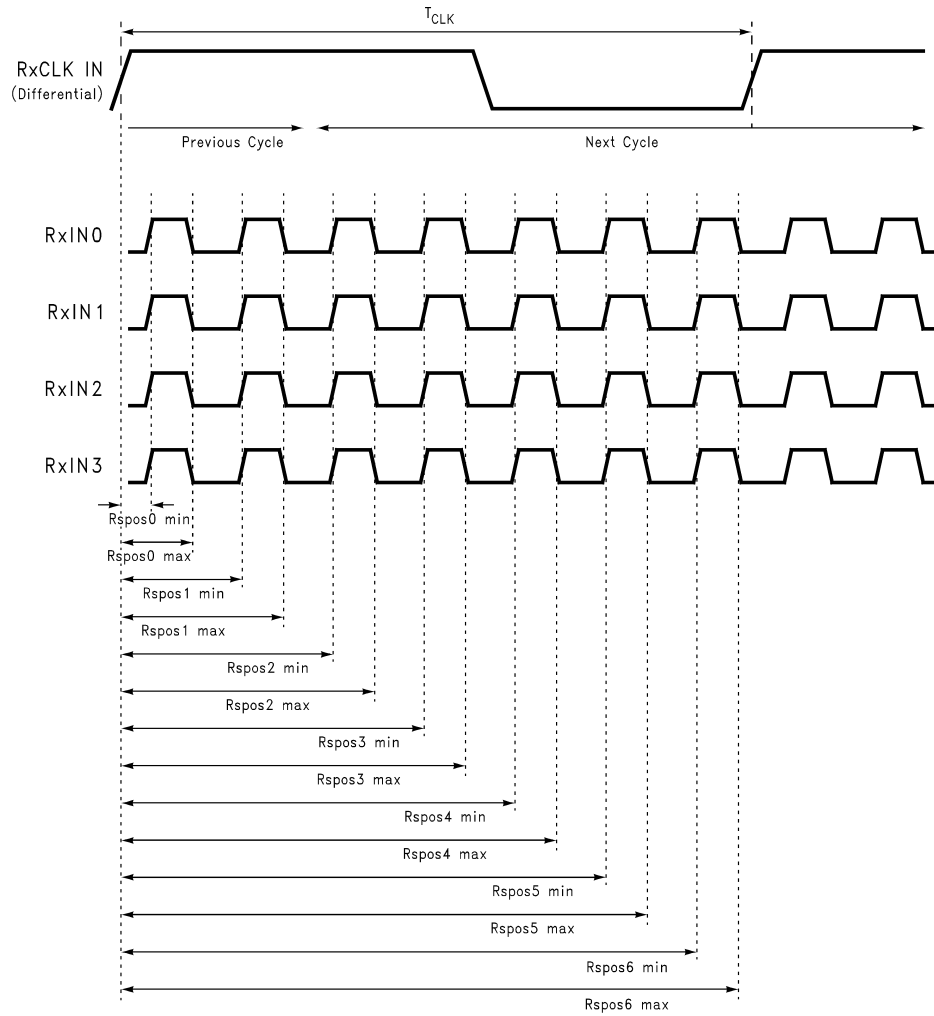 TCLK
RxCLK IN
(Differential)
Previous Cycle
Next Cycle
RxIN0
RxIN1
RxIN2
RxIN3
Rspos0 min
Rspos0 max
Rspos1 min
Rspos1 max
Rspos2 min
Rspos2 max
Rspos3 min
Rspos3 max
Rspos4 min
Rspos4 max
Rspos5 min
Rspos5 max
Rspos6 min
Rspos6 max